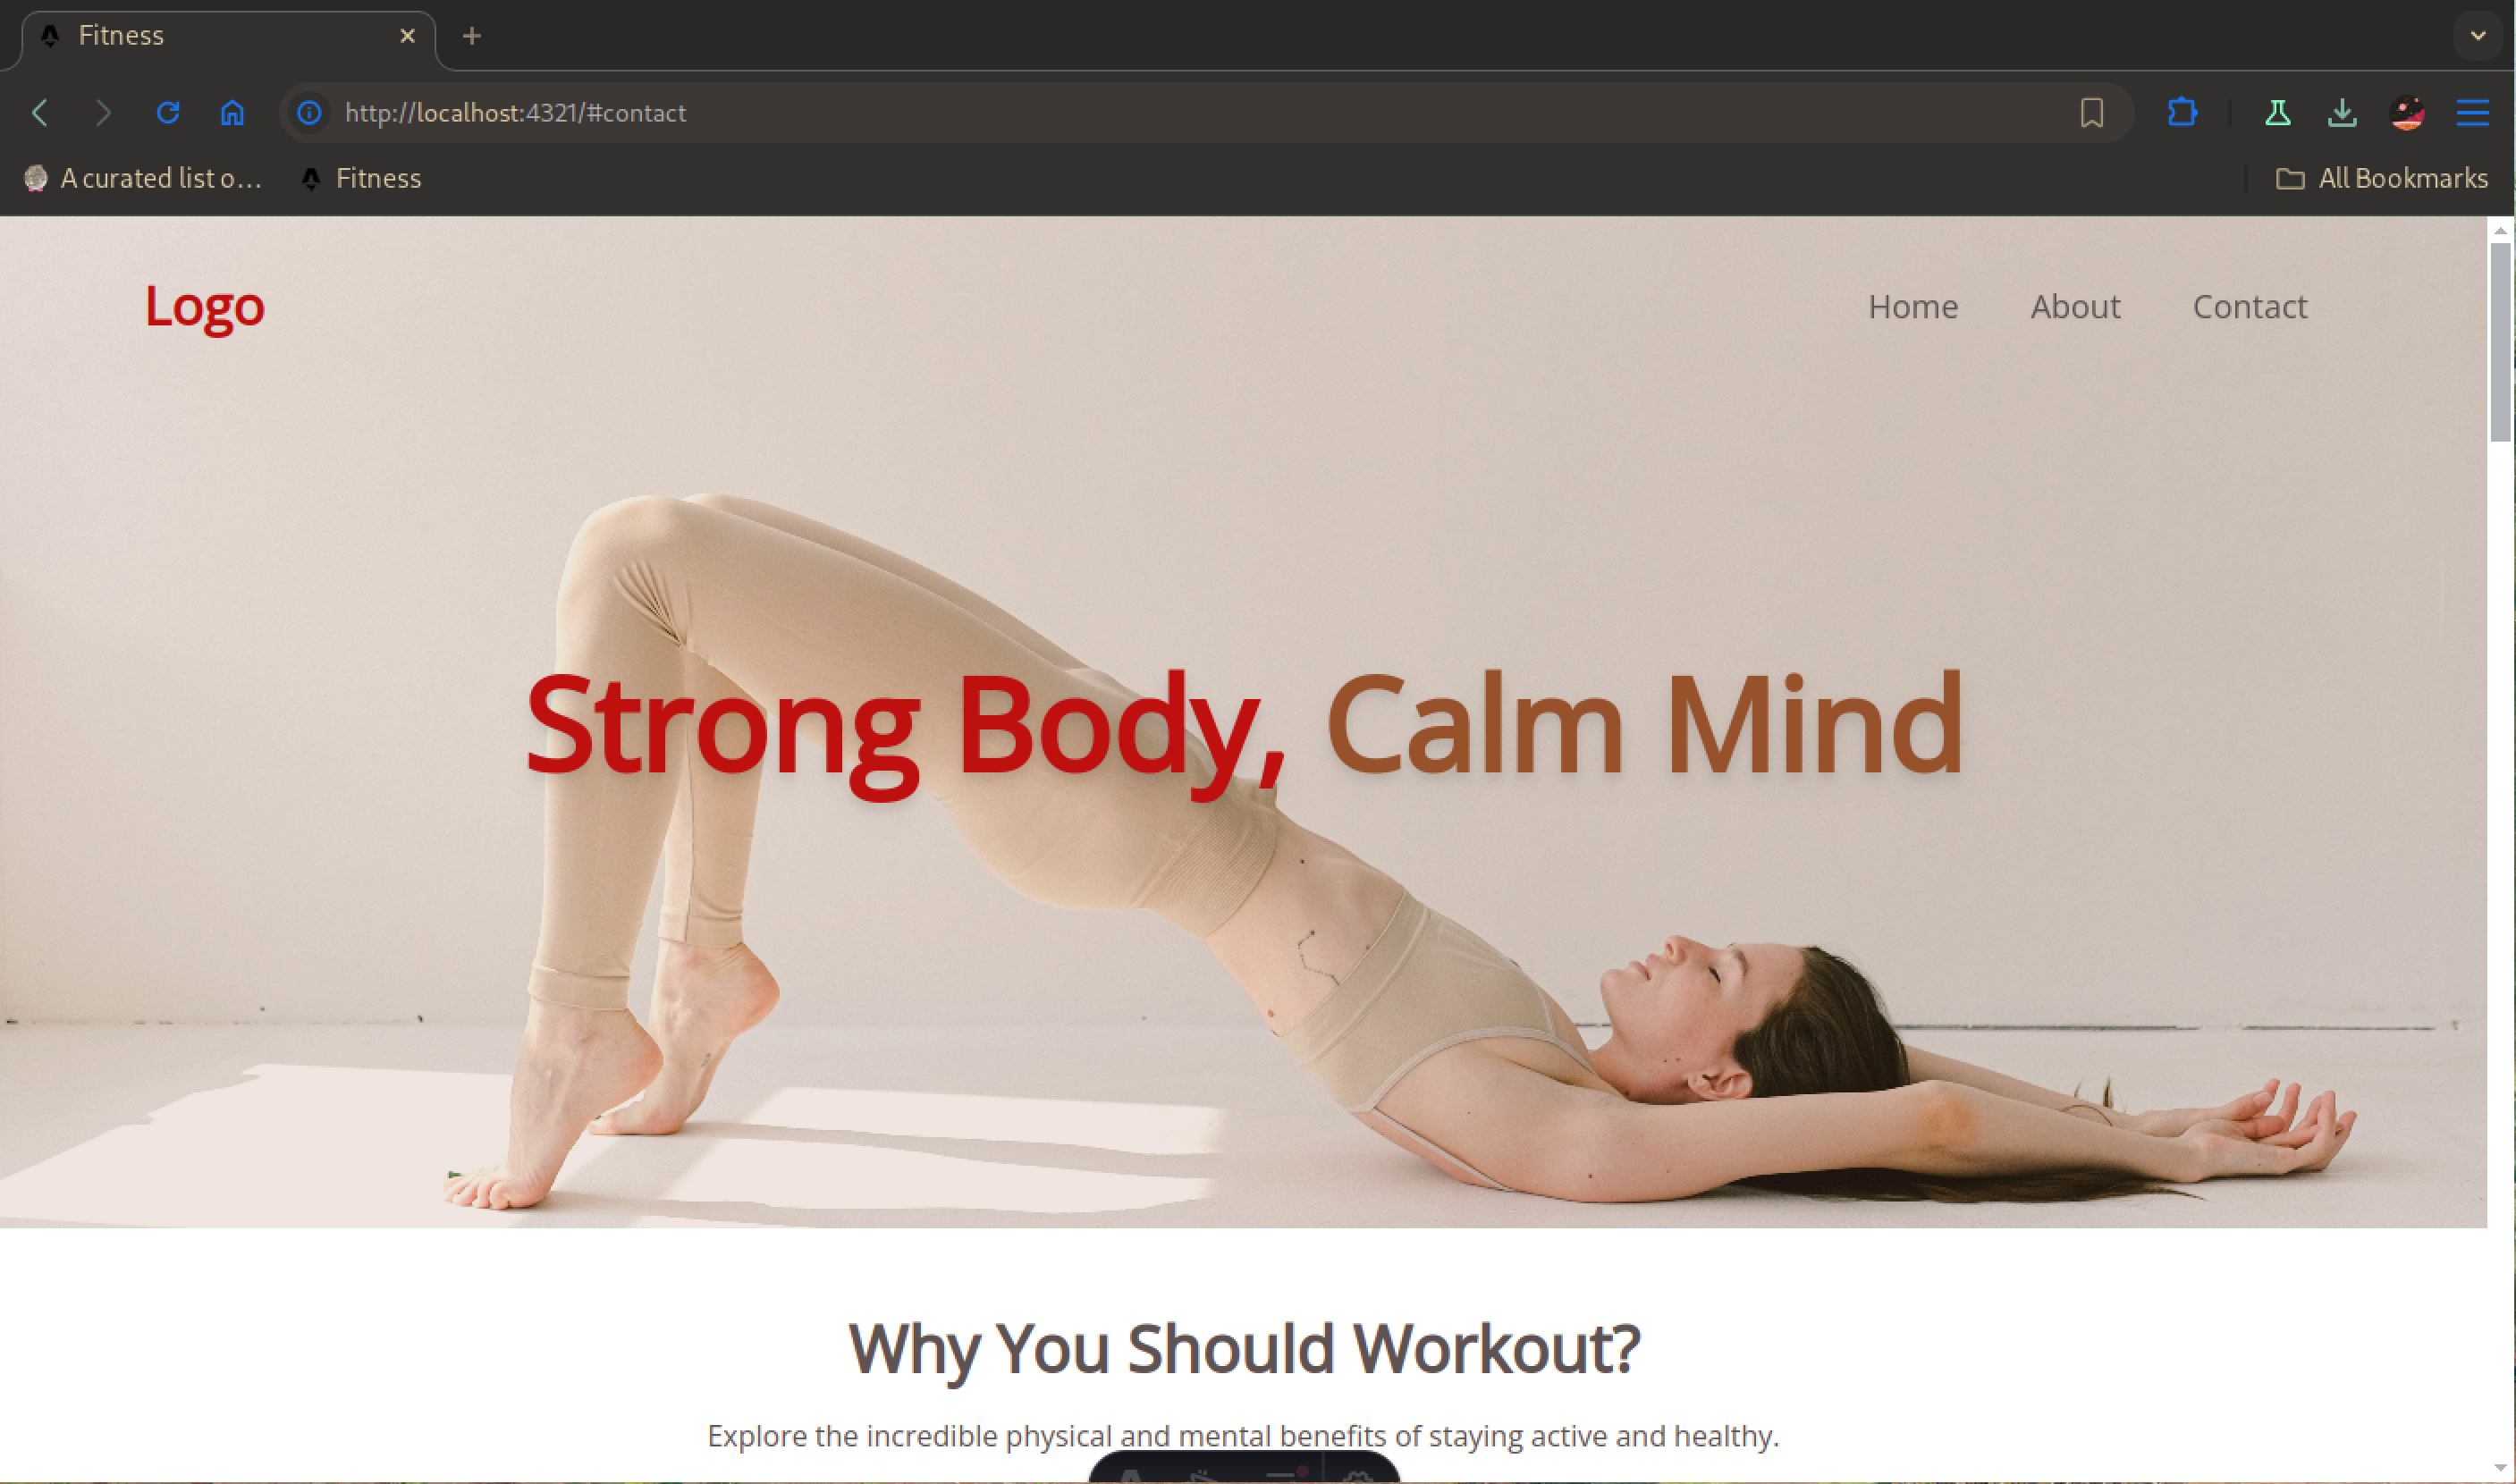 Fitness
http://localhost:4321/#contact
A curated list o...
Fitness
All Bookmarks
Logo
Home
About
Contact
Strong Body, Calm Mind
Why You Should Workout?
Explore the incredible physical and mental benefits of staying active and healthy.